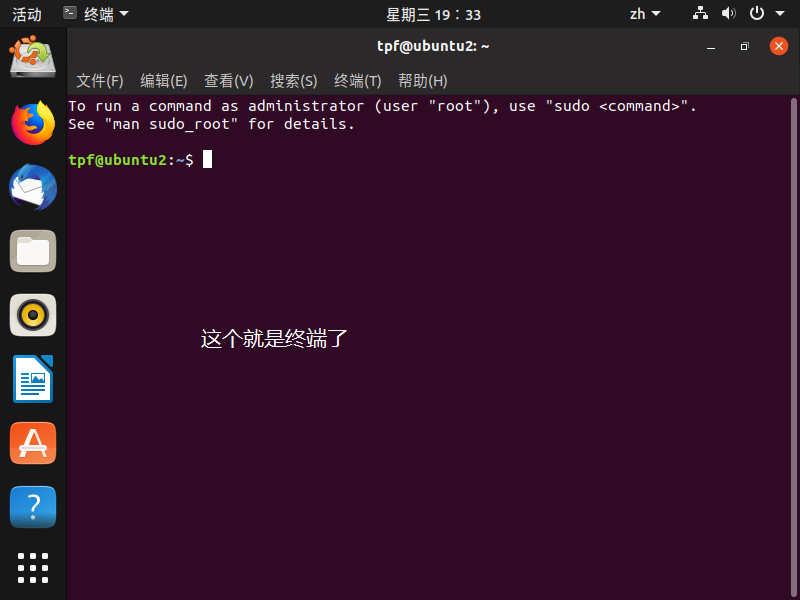 活动 终端 星期三 19：33 zh
tpf@ubuntu2: ~
文件(F) 编辑(E) 查看(V) 搜索(S) 终端(T) 帮助(H)
To run a command as administrator (user "root"), use "sudo <command>".
See "man sudo_root" for details.
tpf@ubuntu2:~$
这个就是终端了